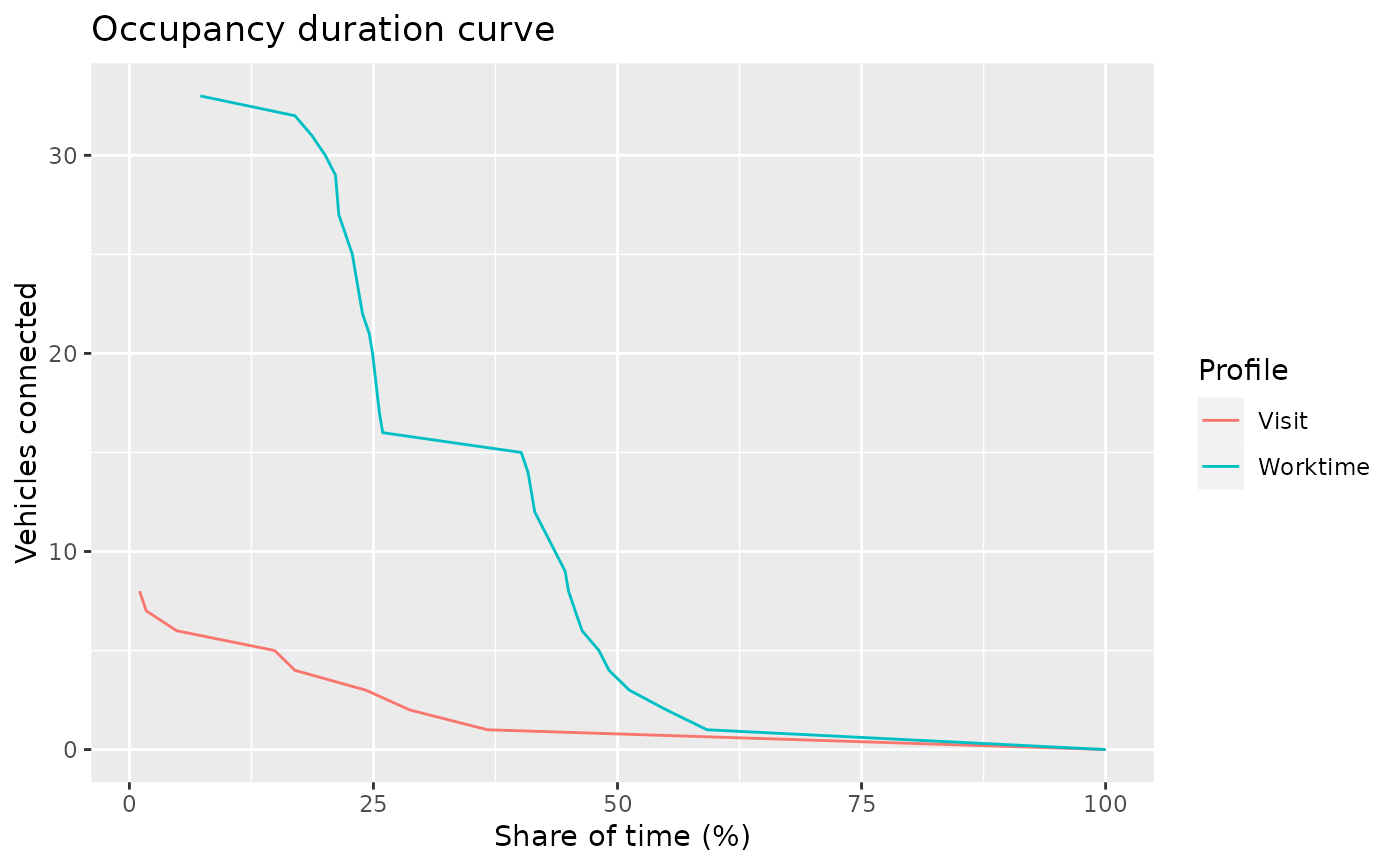 Occupancy duration curve
Vehicles connected
30
20
10
0
0 25 50 75 100
Share of time (%)
Profile
Visit
Worktime